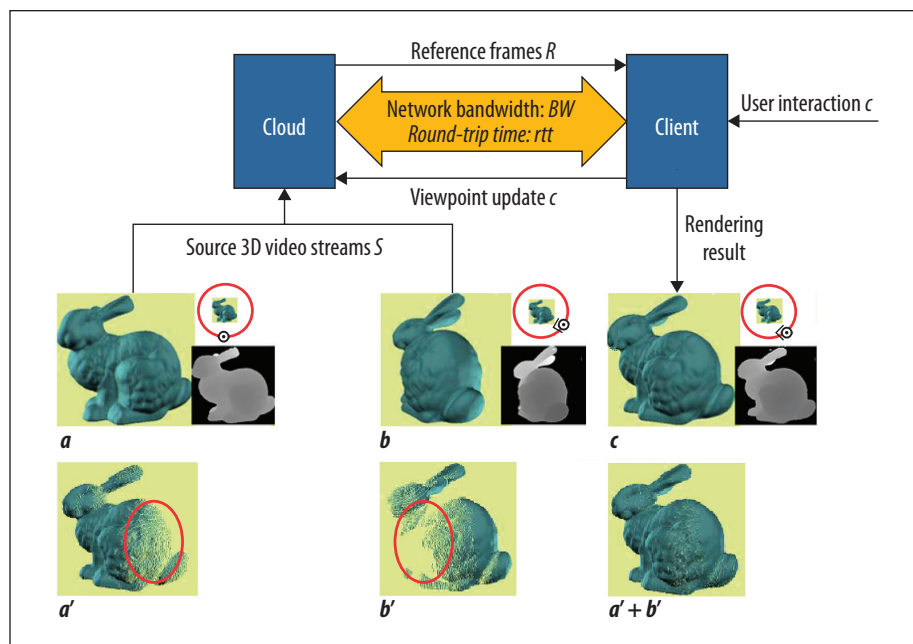 Reference frames R
Cloud
Network bandwidth: BW
Round-trip time: rtt
Client
User interaction c
Viewpoint update c
Source 3D video streams S
Rendering
result
a
b
c
a′
b′
a′ + b′